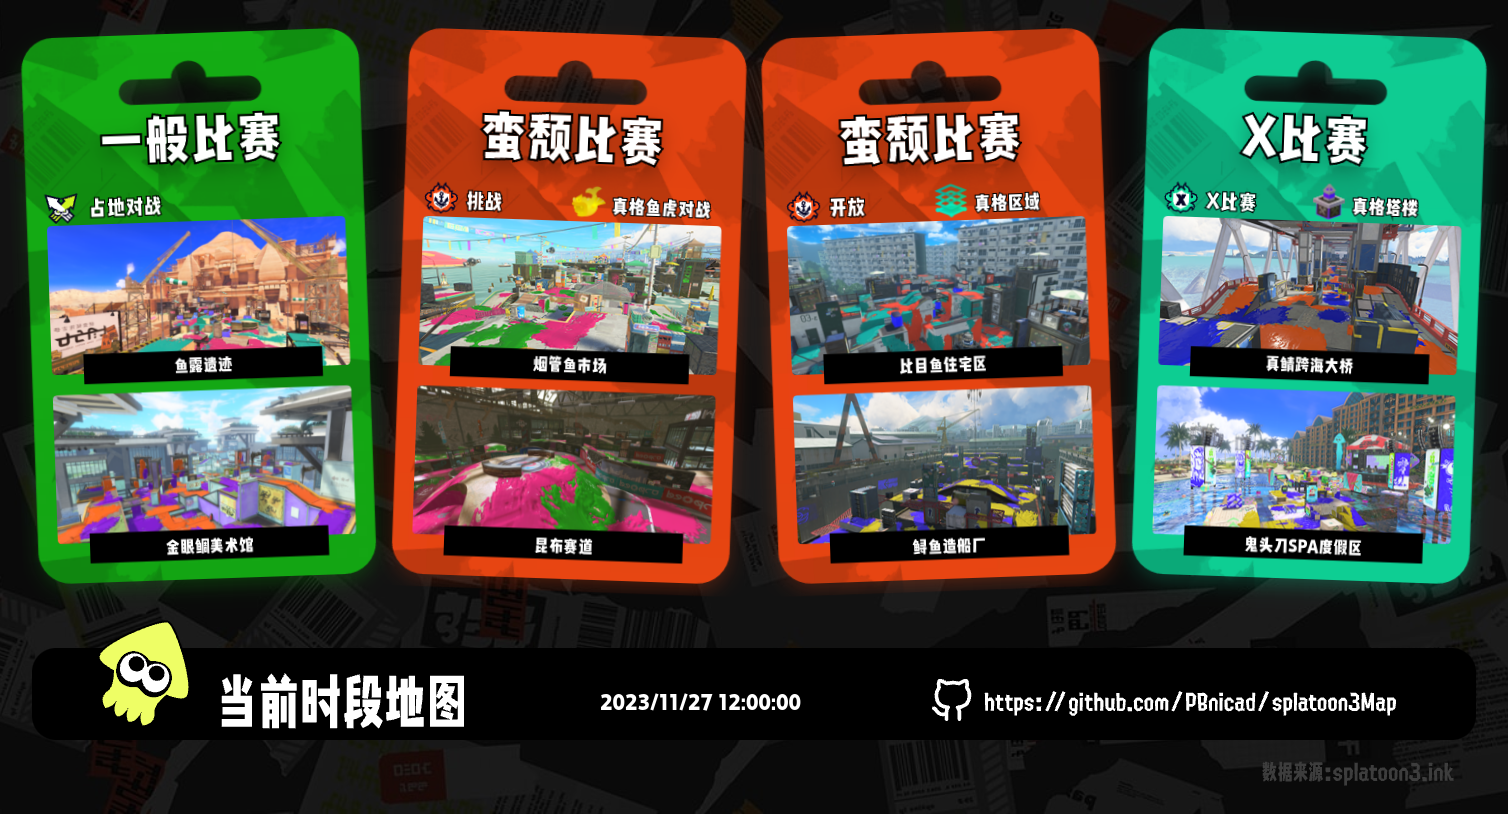 一般比赛
占地对战
鱼露遗迹
金眼鲷美术馆
蛮颓比赛
挑战
真格鱼虎对战
烟管鱼市场
昆布赛道
蛮颓比赛
开放
真格区域
比目鱼住宅区
鲟鱼造船厂
X比赛
X比赛
真格塔楼
真鲭跨海大桥
鬼头刀SPA度假区
当前时段地图
2023/11/27 12:00:00
https://github.com/PBnicad/splatoon3Map
数据来源:splatoon3.ink